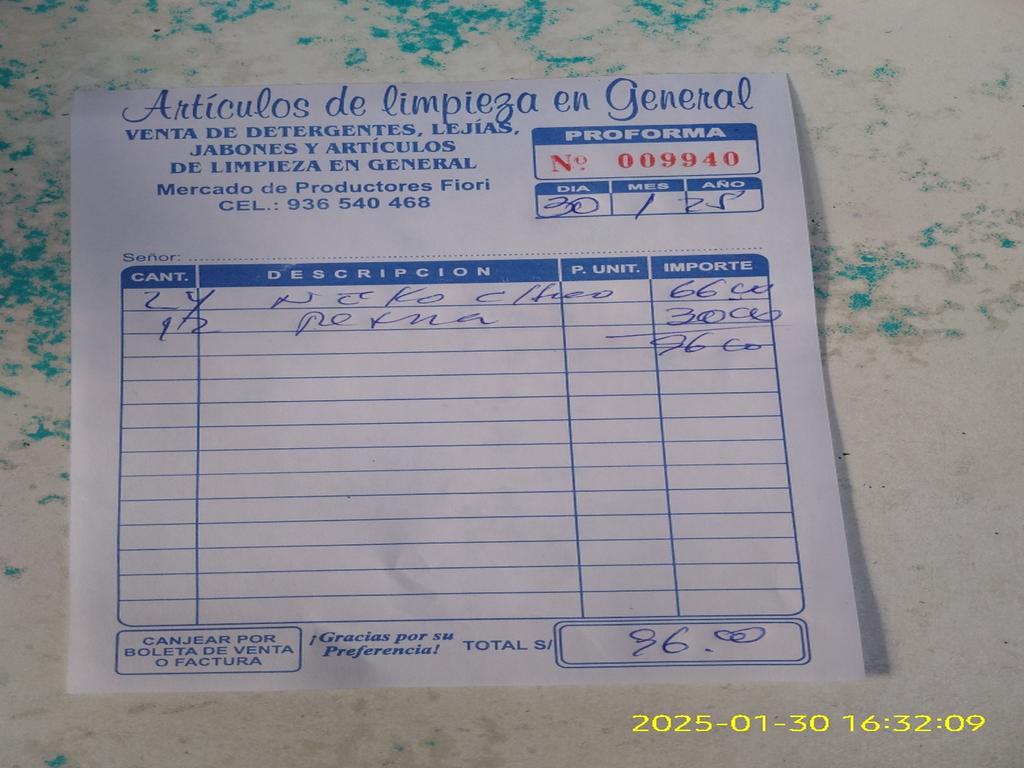 Artículos de limpieza en General
VENTA DE DETERGENTES, LEJÍAS,
JABONES Y ARTÍCULOS
DE LIMPIEZA EN GENERAL
Mercado de Productores Fiori
CEL.: 936 540 468
PROFORMA
Nº 009940
DIA MES AÑO
30 1 25
Señor:
CANT. DESCRIPCION P. UNIT. IMPORTE
24 66 00
1/2 30 00
96 00
CANJEAR POR
BOLETA DE VENTA
O FACTURA
¡Gracias por su
Preferencia!
TOTAL S/ 96.00
2025-01-30 16:32:09